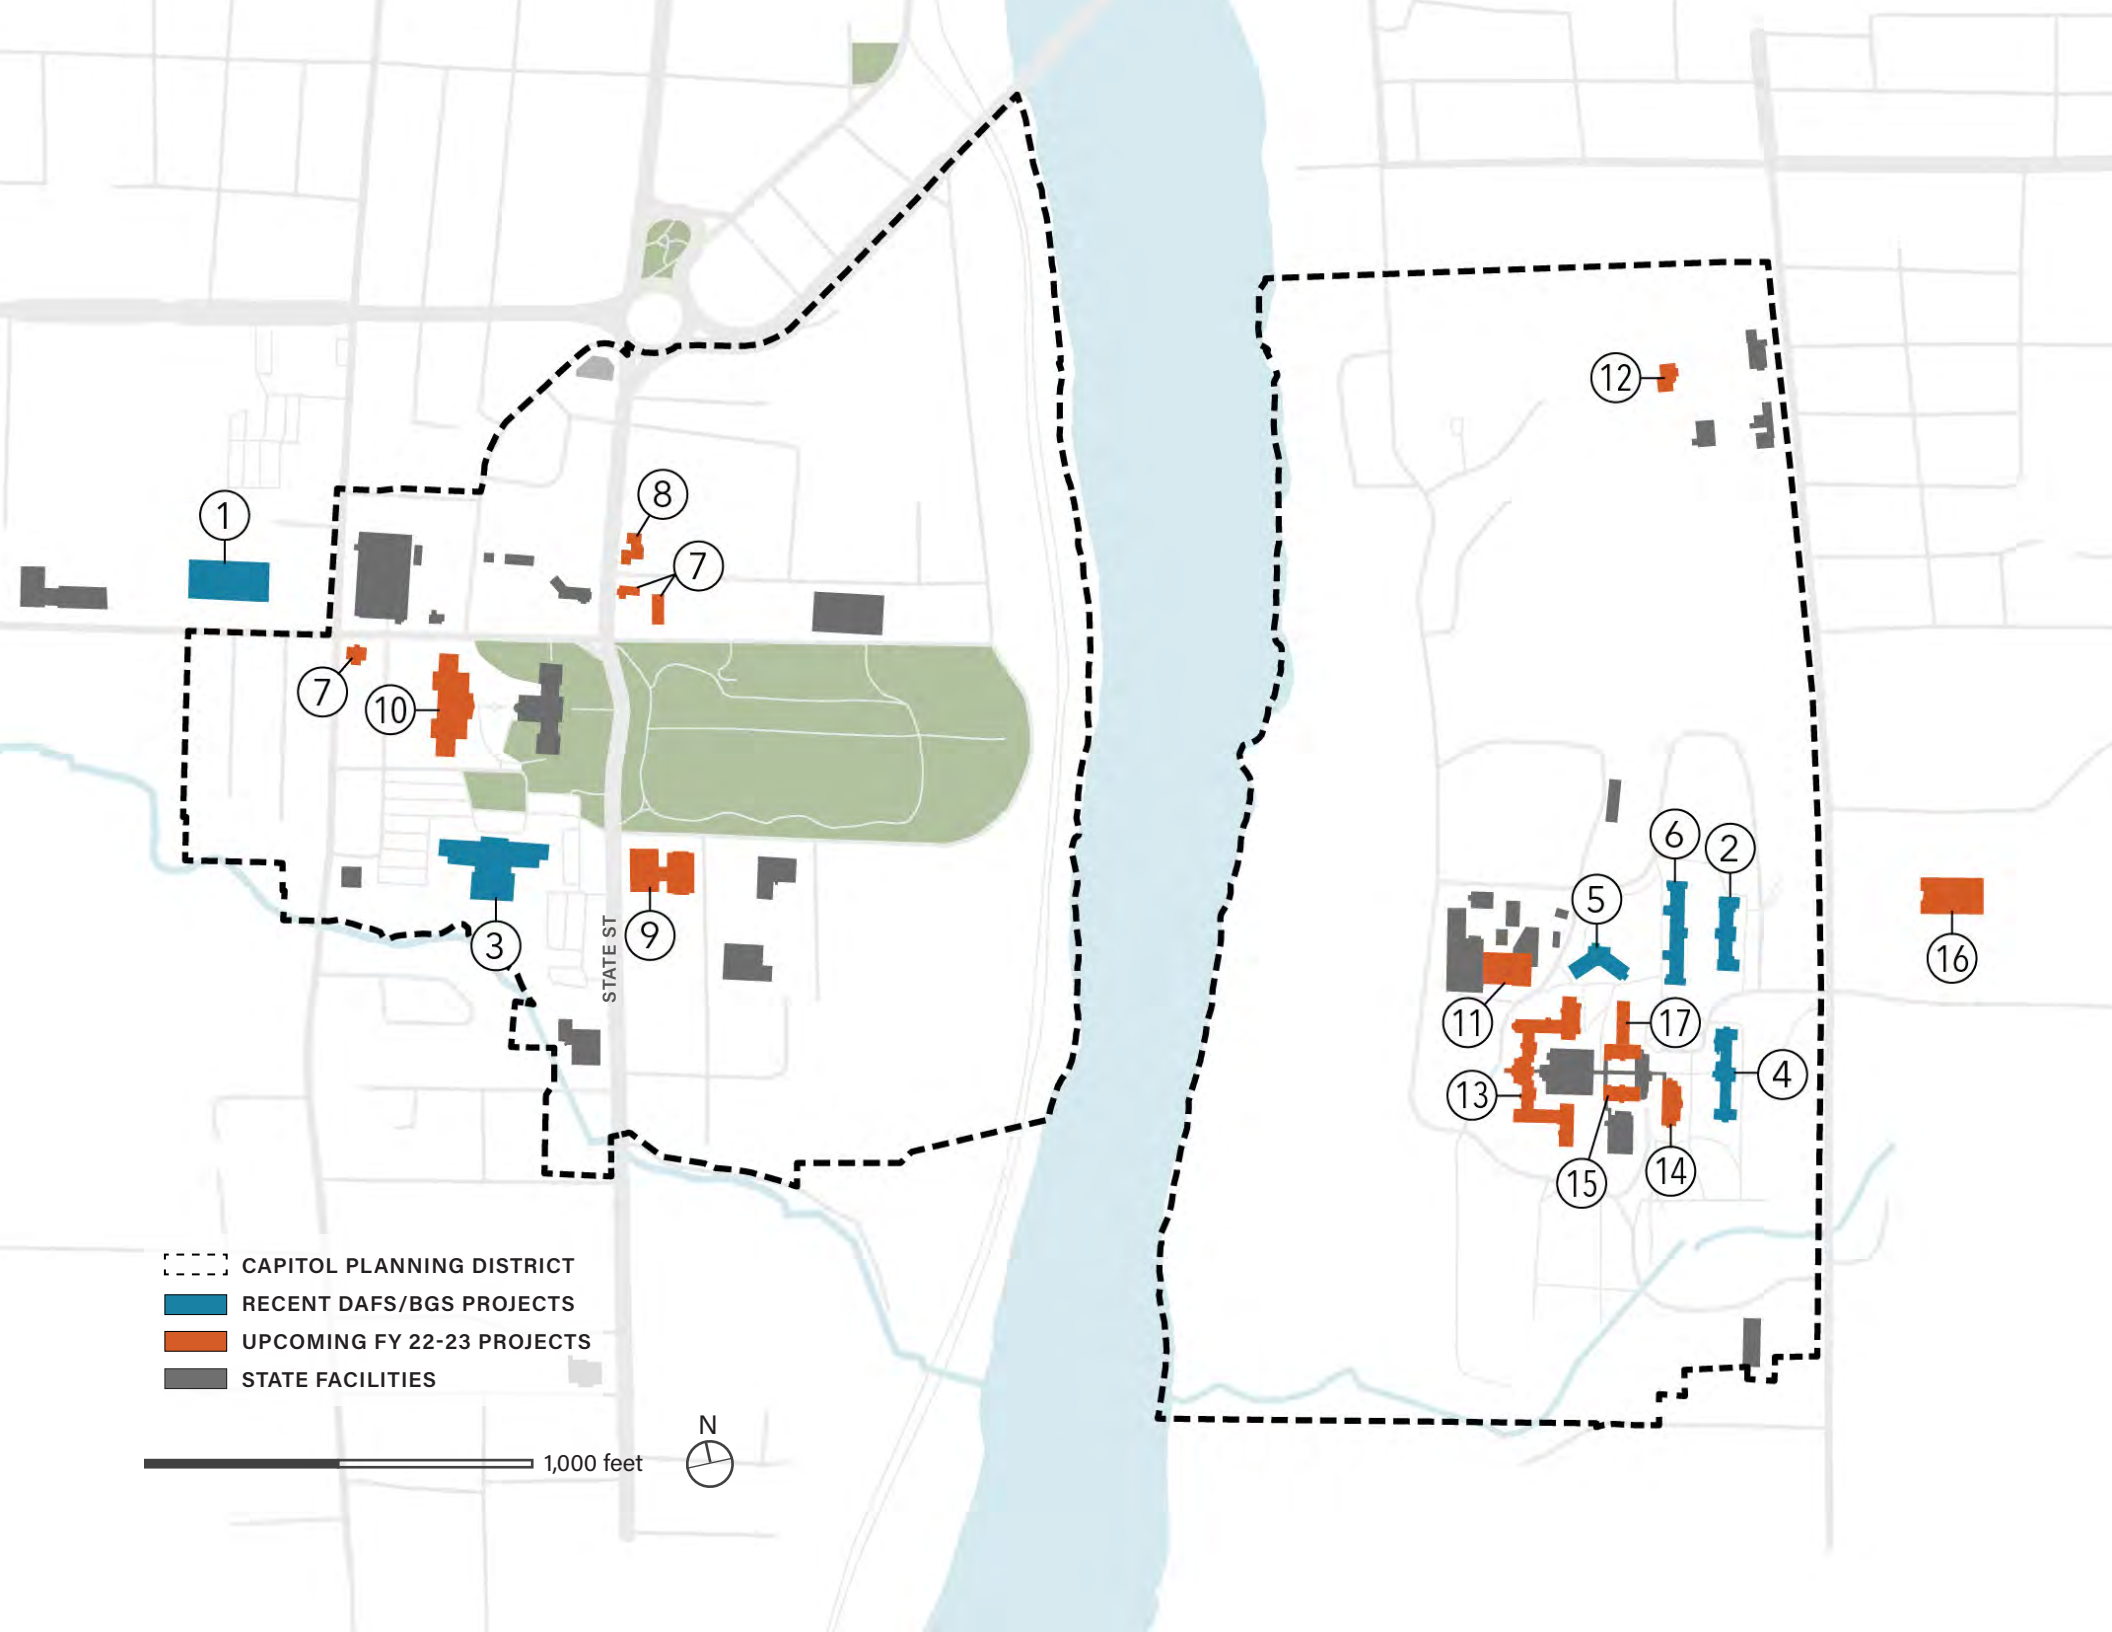 12
8
1
7
7
10
6
2
5
3
9
STATE ST
16
11
17
13
4
15
14
CAPITOL PLANNING DISTRICT
RECENT DAFS/BGS PROJECTS
UPCOMING FY 22-23 PROJECTS
STATE FACILITIES
N
1,000 feet